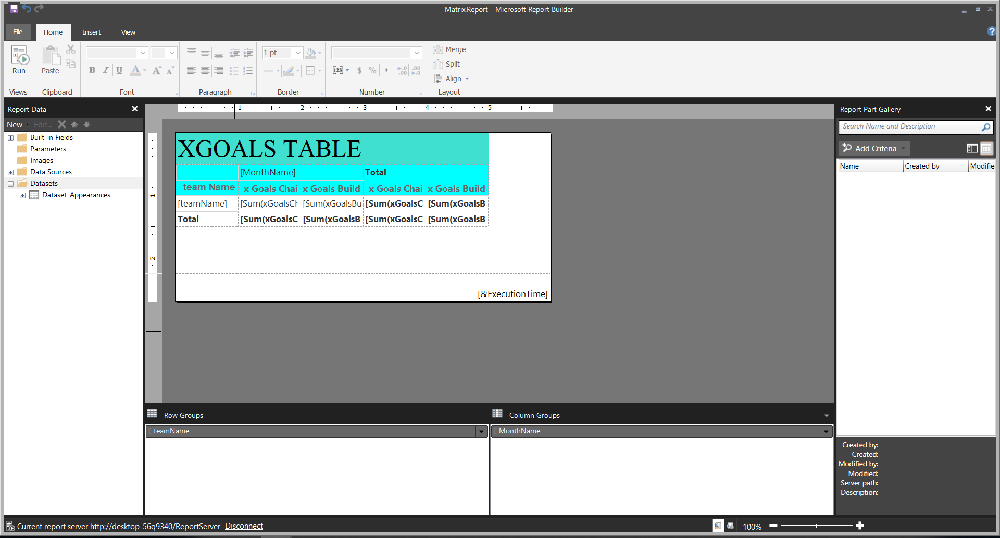 Matrix.Report - Microsoft Report Builder
File
Home
Insert
View
Run
Paste
1 pt
Merge
Split
Align
Views
Clipboard
Font
Paragraph
Border
Number
Layout
Report Data
New
Edit...
Built-in Fields
Parameters
Images
Data Sources
Datasets
Dataset_Appearances
1 2 3 4 5
1
2
XGOALS TABLE
[MonthName] Total
team Name x Goals Chai x Goals Build x Goals Chai x Goals Build
[teamName] [Sum(xGoalsCh [Sum(xGoalsBu [Sum(xGoalsC [Sum(xGoalsB
Total [Sum(xGoalsC [Sum(xGoalsB [Sum(xGoalsC [Sum(xGoalsB
[&ExecutionTime]
Row Groups
teamName
Column Groups
MonthName
Report Part Gallery
Search Name and Description
Add Criteria
Name Created by Modifie
Created by:
Created:
Modified by:
Modified:
Server path:
Description:
Current report server http://desktop-56q9340/ReportServer Disconnect
100%